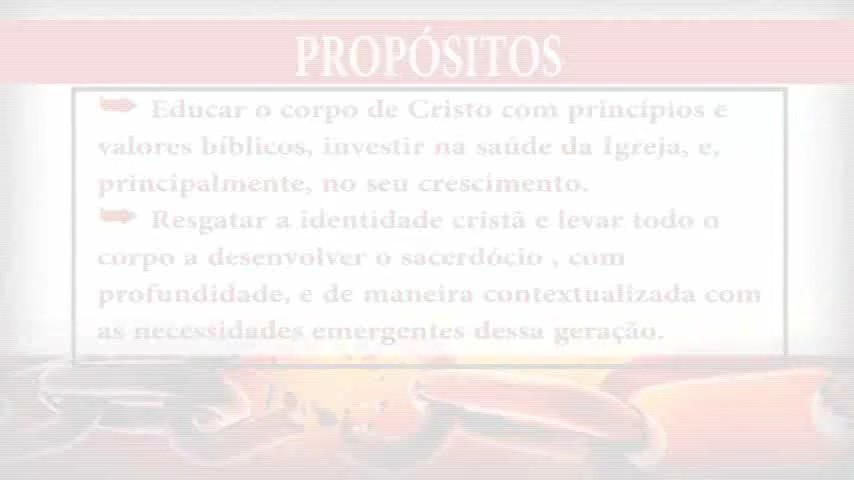 PROPÓSITOS
➥ Educar o corpo de Cristo com princípios e
valores bíblicos, investir na saúde da Igreja, e,
principalmente, no seu crescimento.
➥ Resgatar a identidade cristã e levar todo o
corpo a desenvolver o sacerdócio , com
profundidade, e de maneira contextualizada com
as necessidades emergentes dessa geração.